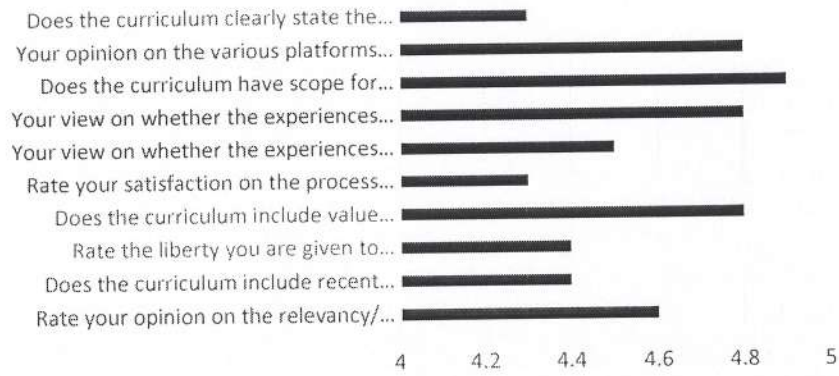 Does the curriculum clearly state the...
Your opinion on the various platforms...
Does the curriculum have scope for...
Your view on whether the experiences...
Your view on whether the experiences...
Rate your satisfaction on the process...
Does the curriculum include value...
Rate the liberty you are given to...
Does the curriculum include recent...
Rate your opinion on the relevancy/...
4 4.2 4.4 4.6 4.8 5